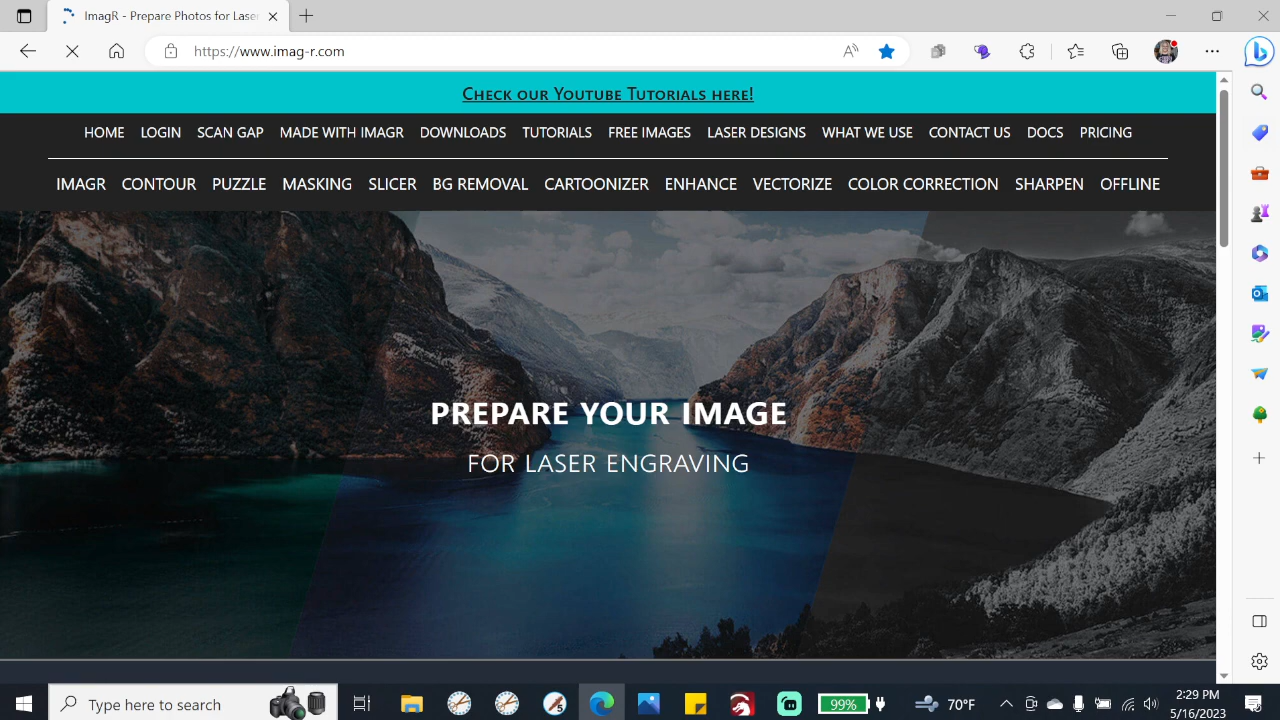 ImagR - Prepare Photos for Laser
https://www.imag-r.com
Check our Youtube Tutorials here!
HOME LOGIN SCAN GAP MADE WITH IMAGR DOWNLOADS TUTORIALS FREE IMAGES LASER DESIGNS WHAT WE USE CONTACT US DOCS PRICING
IMAGR CONTOUR PUZZLE MASKING SLICER BG REMOVAL CARTOONIZER ENHANCE VECTORIZE COLOR CORRECTION SHARPEN OFFLINE
PREPARE YOUR IMAGE
FOR LASER ENGRAVING
Type here to search
99%
70°F
2:29 PM
5/16/2023